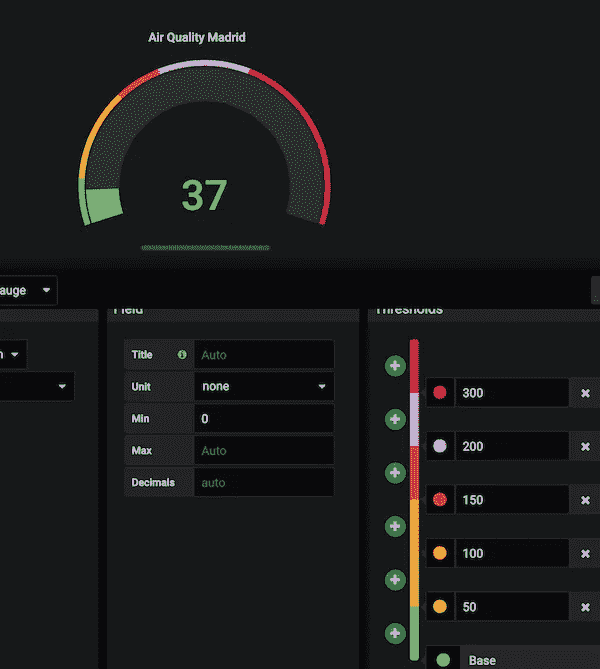 Air Quality Madrid
37
auge
Field
Thresholds
Title Auto
Unit none
Min 0
Max Auto
Decimals auto
300
200
150
100
50
Base